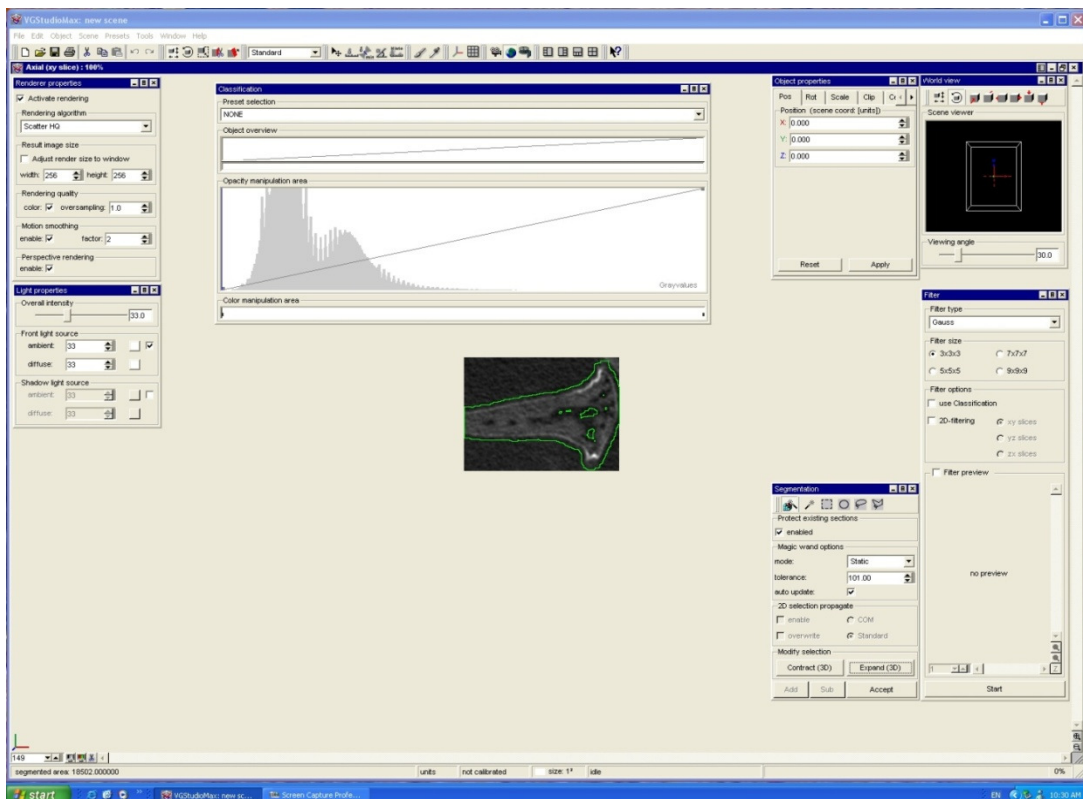 VGStudioMax: new scene
File Edit Object Scene Presets Tools Window Help
Standard
Axial (xy slice) : 100%
Renderer properties
Activate rendering
Rendering algorithm
Scatter HQ
Result image size
Adjust render size to window
width: 256 height: 256
Rendering quality
color: oversampling: 1.0
Motion smoothing
enable: factor: 2
Perspective rendering
enable:
Light properties
Overall intensity
33.0
Front light source
ambient: 33
diffuse: 33
Shadow light source
ambient: 33
diffuse: 33
Classification
Preset selection
NONE
Object overview
Opacity manipulation area
Grayvalues
Color manipulation area
Object properties
Pos Rot Scale Clip
Position (scene coord. [units])
X: 0.000
Y: 0.000
Z: 0.000
Reset Apply
World view
Scene viewer
Viewing angle
30.0
Filter
Filter type
Gauss
Filter size
3x3x3 7x7x7
5x5x5 9x9x9
Filter options
use Classification
2D-filtering xy slices
yz slices
zx slices
Filter preview
no preview
1 Z
Start
Segmentation
Protect existing sections
enabled
Magic wand options
mode: Static
tolerance: 101.00
auto update:
2D selection propagate
enable COM
overwrite Standard
Modify selection
Contract (3D) Expand (3D)
Add Sub Accept
149
segmented area: 18502.000000 units not calibrated size: 1³ idle 0%
start VGStudioMax: new sc... Screen Capture Profe... EN 10:30 AM